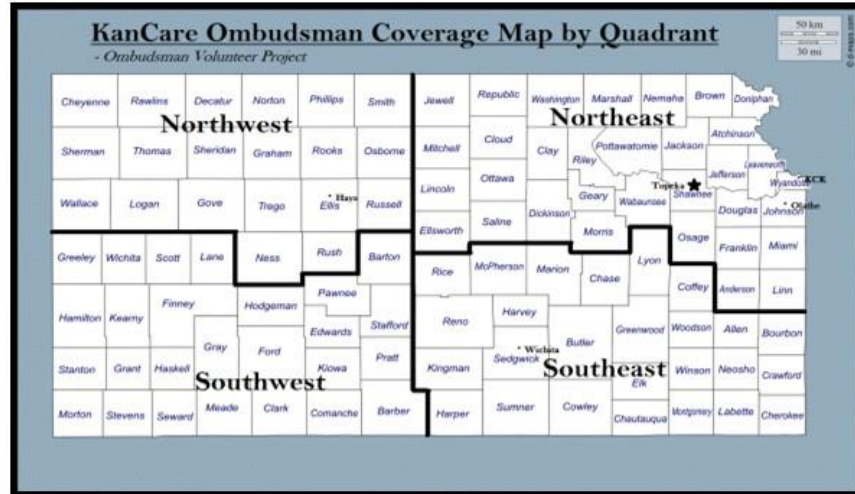 KanCare Ombudsman Coverage Map by Quadrant
- Ombudsman Volunteer Project
50 km
30 mi
© d-maps.com
Cheyenne Rawlins Decatur Norton Phillips Smith Jewell Republic Washington Marshall Nemaha Brown Doniphan
Northwest Northeast
Atchinson
Sherman Thomas Sheridan Graham Rooks Osborne Mitchell Cloud Clay Riley Pottawatomie Jackson
Jefferson Leavenworth
Wyandotte KCK
Lincoln Ottawa Topeka Shawnee
Wallace Logan Gove Trego Ellis Hays Russell Ellsworth Saline Dickinson Geary Wabaunsee Douglas Johnson Olathe
Morris Osage Franklin Miami
Greeley Wichita Scott Lane Ness Rush Barton Rice McPherson Marion Chase Lyon
Coffey Anderson Linn
Hamilton Kearny Finney Hodgeman Pawnee
Edwards Stafford Reno Harvey
Gray Ford Butler Greenwood Woodson Allen Bourbon
Stanton Grant Haskell Kiowa Pratt Kingman Sedgwick Wichita
Southwest Southeast
Elk Winson Neosho Crawford
Morton Stevens Seward Meade Clark Comanche Barber Harper Sumner Cowley Chautauqua Montgomery Labette Cherokee